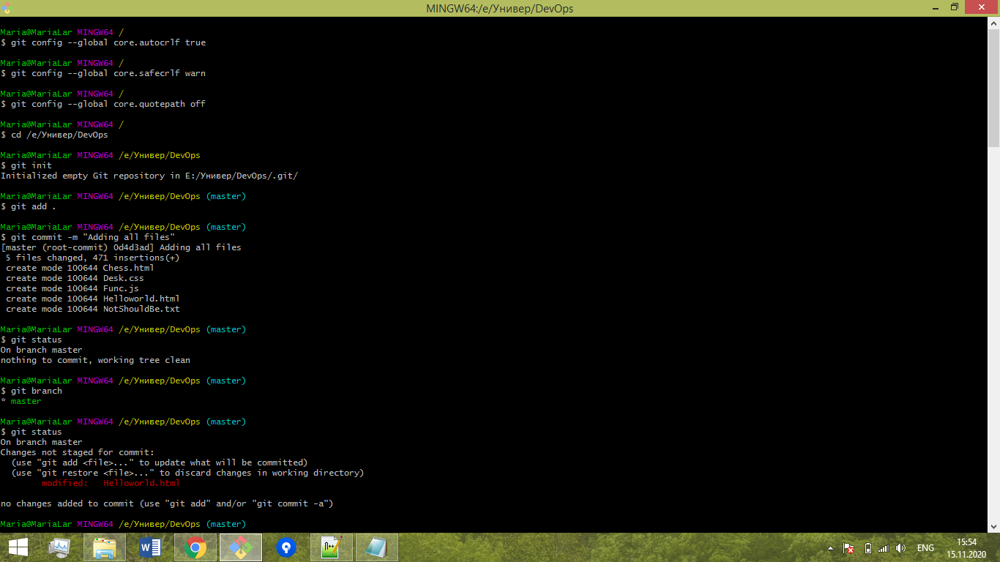 MINGW64:/e/Универ/DevOps
Maria@MariaLar MINGW64 /
$ git config --global core.autocrlf true
Maria@MariaLar MINGW64 /
$ git config --global core.safecrlf warn
Maria@MariaLar MINGW64 /
$ git config --global core.quotepath off
Maria@MariaLar MINGW64 /
$ cd /e/Универ/DevOps
Maria@MariaLar MINGW64 /e/Универ/DevOps
$ git init
Initialized empty Git repository in E:/Универ/DevOps/.git/
Maria@MariaLar MINGW64 /e/Универ/DevOps (master)
$ git add .
Maria@MariaLar MINGW64 /e/Универ/DevOps (master)
$ git commit -m "Adding all files"
[master (root-commit) 0d4d3ad] Adding all files
5 files changed, 471 insertions(+)
create mode 100644 Chess.html
create mode 100644 Desk.css
create mode 100644 Func.js
create mode 100644 Helloworld.html
create mode 100644 NotShouldBe.txt
Maria@MariaLar MINGW64 /e/Универ/DevOps (master)
$ git status
On branch master
nothing to commit, working tree clean
Maria@MariaLar MINGW64 /e/Универ/DevOps (master)
$ git branch
* master
Maria@MariaLar MINGW64 /e/Универ/DevOps (master)
$ git status
On branch master
Changes not staged for commit:
(use "git add <file>..." to update what will be committed)
(use "git restore <file>..." to discard changes in working directory)
modified:   Helloworld.html
no changes added to commit (use "git add" and/or "git commit -a")
Maria@MariaLar MINGW64 /e/Универ/DevOps (master)
ENG
15:54
15.11.2020